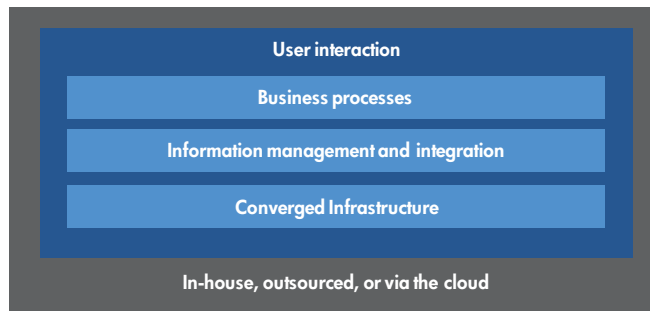 User interaction
Business processes
Information management and integration
Converged Infrastructure
In-house, outsourced, or via the cloud